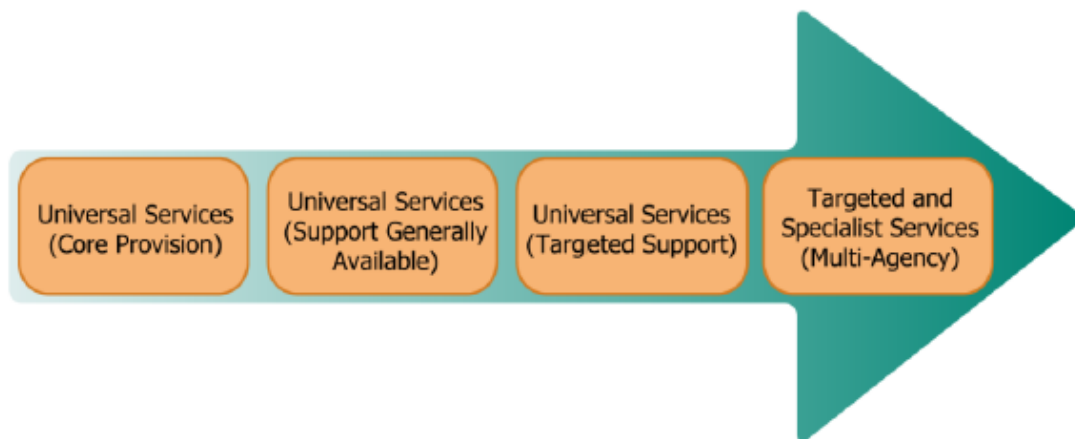 Universal Services
(Core Provision)
Universal Services
(Support Generally
Available)
Universal Services
(Targeted Support)
Targeted and
Specialist Services
(Multi-Agency)